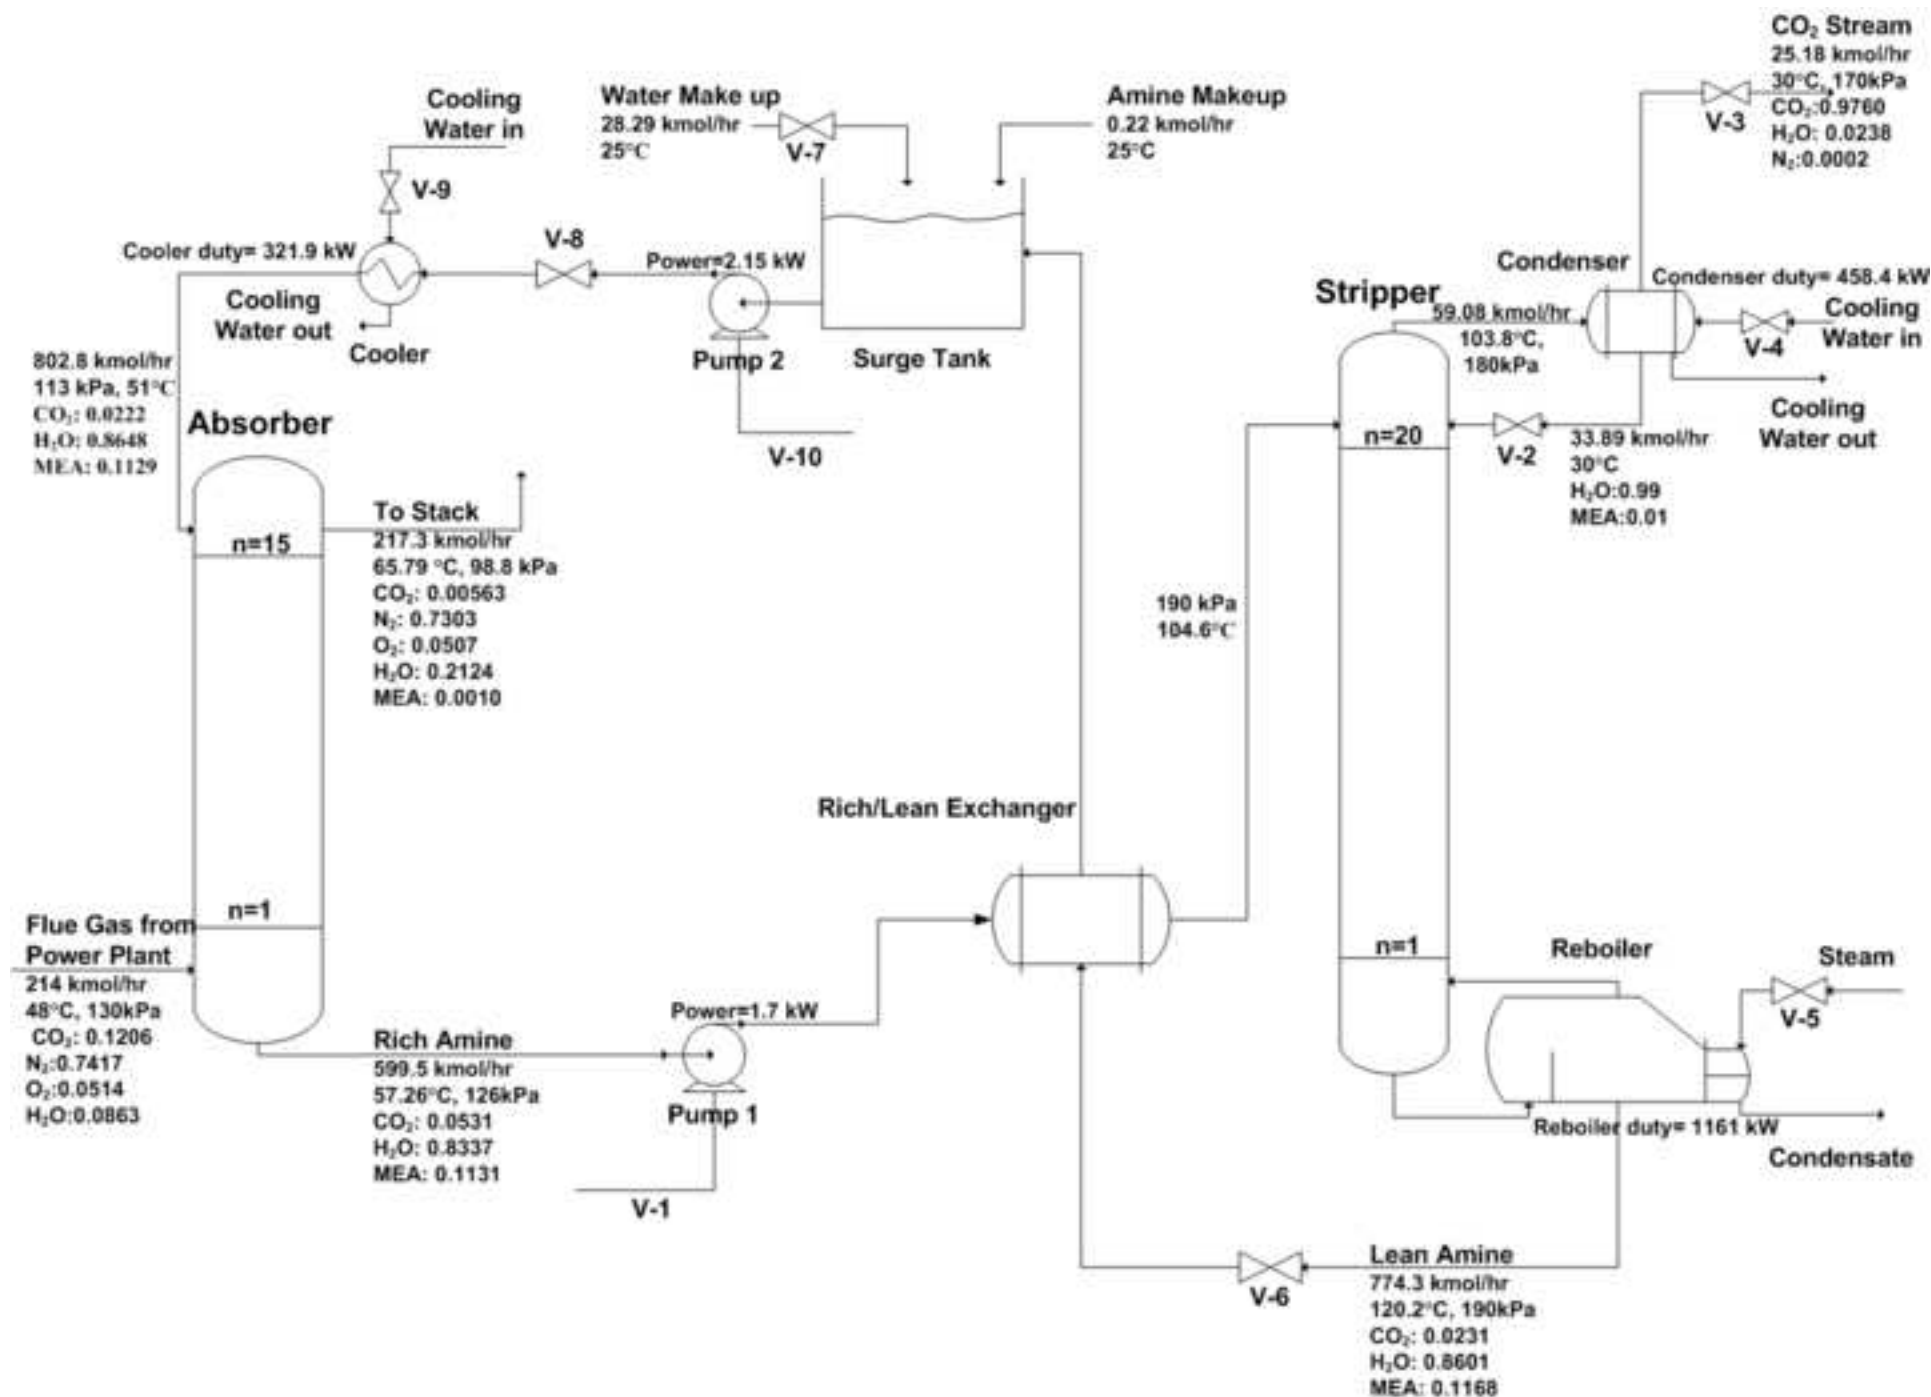 CO₂ Stream
25.18 kmol/hr
30°C, 170kPa
CO₂:0.9760
H₂O: 0.0238
N₂:0.0002
V-3
Cooling
Water in
V-9
Water Make up
28.29 kmol/hr
25°C
V-7
Amine Makeup
0.22 kmol/hr
25°C
Cooler duty= 321.9 kW
V-8
Power=2.15 kW
Cooling
Water out
Cooler
Pump 2
Surge Tank
V-10
Condenser
Condenser duty= 458.4 kW
Stripper
59.08 kmol/hr
103.8°C,
180kPa
Cooling
Water in
V-4
Cooling
Water out
n=20
V-2
33.89 kmol/hr
30°C
H₂O:0.99
MEA:0.01
802.8 kmol/hr
113 kPa, 51°C
CO₂: 0.0222
H₂O: 0.8648
MEA: 0.1129
Absorber
n=15
To Stack
217.3 kmol/hr
65.79 °C, 98.8 kPa
CO₂: 0.00563
N₂: 0.7303
O₂: 0.0507
H₂O: 0.2124
MEA: 0.0010
190 kPa
104.6°C
Rich/Lean Exchanger
n=1
Flue Gas from
Power Plant
214 kmol/hr
48°C, 130kPa
CO₂: 0.1206
N₂:0.7417
O₂:0.0514
H₂O:0.0863
n=1
Reboiler
Steam
V-5
Reboiler duty= 1161 kW
Condensate
Rich Amine
599.5 kmol/hr
57.26°C, 126kPa
CO₂: 0.0531
H₂O: 0.8337
MEA: 0.1131
Power=1.7 kW
Pump 1
V-1
V-6
Lean Amine
774.3 kmol/hr
120.2°C, 190kPa
CO₂: 0.0231
H₂O: 0.8601
MEA: 0.1168